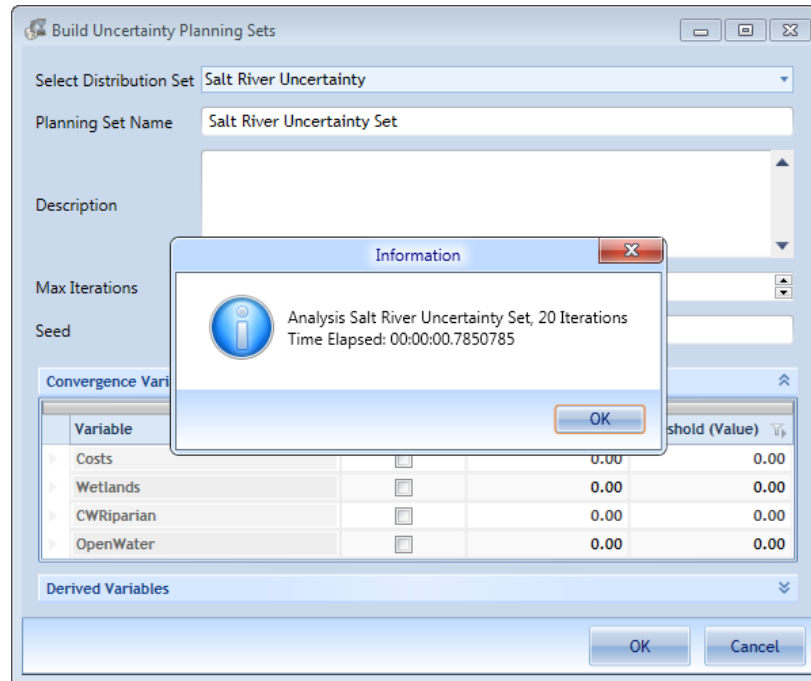 Build Uncertainty Planning Sets
Select Distribution Set Salt River Uncertainty
Planning Set Name Salt River Uncertainty Set
Description
Information
Max Iterations
Analysis Salt River Uncertainty Set, 20 Iterations
Time Elapsed: 00:00:00.7850785
Seed
OK
Convergence Vari
Variable shold (Value)
Costs 0.00 0.00
Wetlands 0.00 0.00
CWRiparian 0.00 0.00
OpenWater 0.00 0.00
Derived Variables
OK Cancel